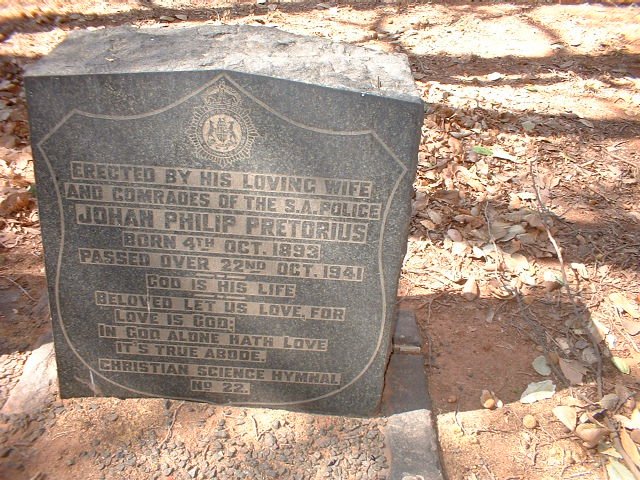 ERECTED BY HIS LOVING WIFE
AND COMRADES OF THE S.A. POLICE
JOHAN PHILIP PRETORIUS
BORN 4TH OCT. 1893
PASSED OVER 22ND OCT. 1941
GOD IS HIS LIFE
BELOVED LET US LOVE, FOR
LOVE IS GOD;
IN GOD ALONE HATH LOVE
IT'S TRUE ABODE.
CHRISTIAN SCIENCE HYMNAL
NO 22.